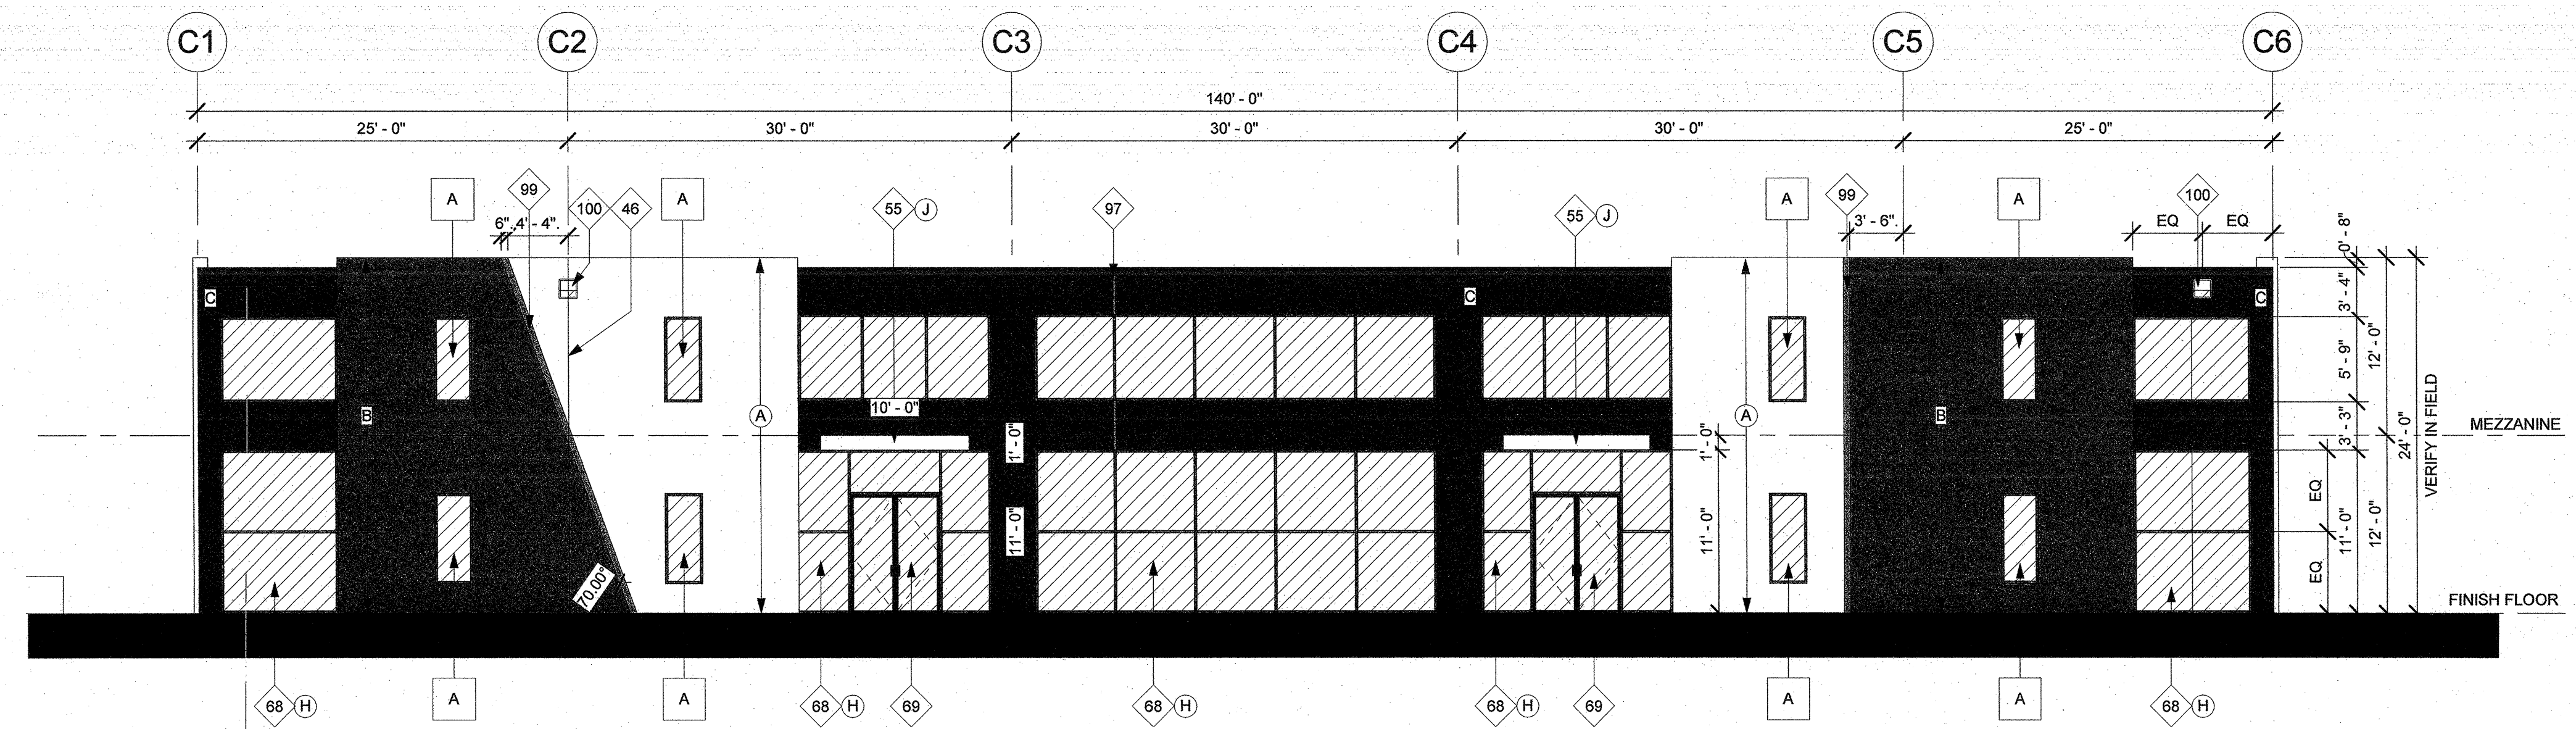 C1 C2 C3 C4 C5 C6
140' - 0"
25' - 0" 30' - 0" 30' - 0" 30' - 0" 25' - 0"
A 99 100 46 A 55 J 97 55 J A 99 A 100
6" 4' - 4" 3' - 6" EQ EQ
0' - 8"
C C C
3' - 4"
5' - 9"
12' - 0"
B A 10' - 0" A B
1' - 0" 1' - 0" 3' - 3" 24' - 0" VERIFY IN FIELD
MEZZANINE
11' - 0" 11' - 0" EQ EQ 11' - 0" 12' - 0"
70.00°
FINISH FLOOR
68 H A A 68 H 69 68 H 68 H 69 A A 68 H